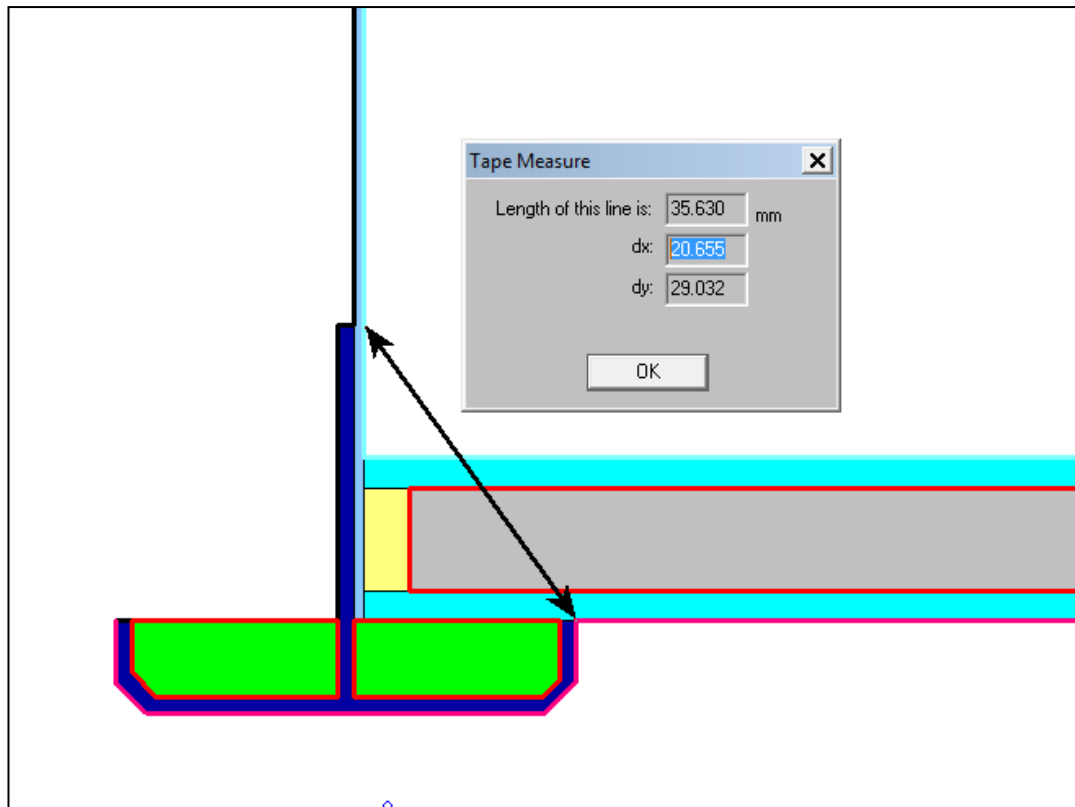 Tape Measure
Length of this line is: 35.630 mm
dx: 20.655
dy: 29.032
OK